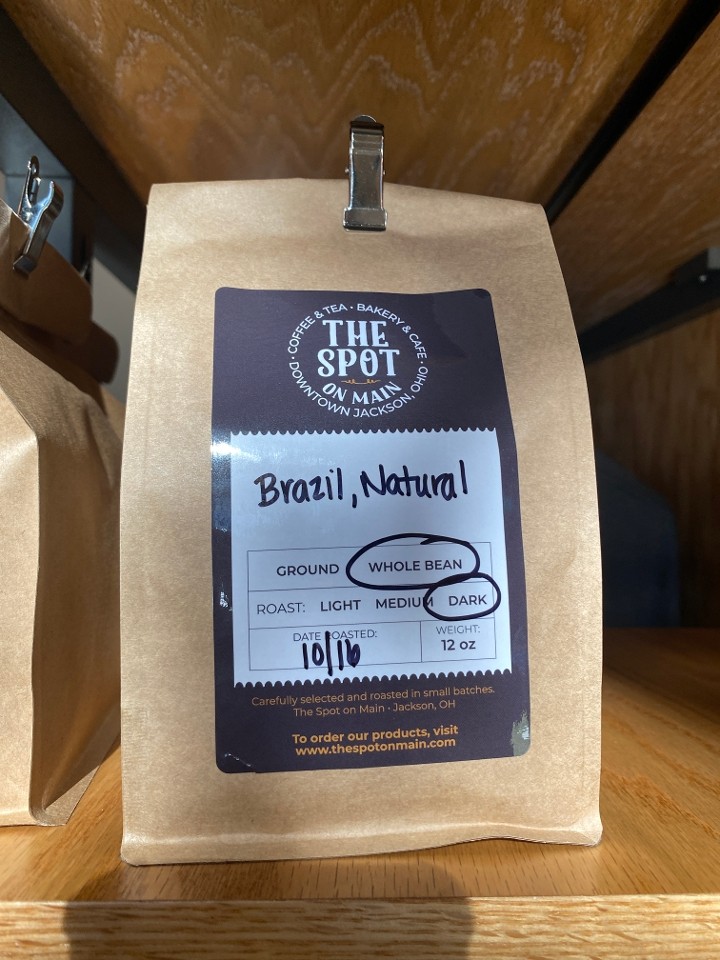 COFFEE & TEA • BAKERY & CAFE •
THE
SPOT
ON MAIN
DOWNTOWN JACKSON, OHIO
Brazil, Natural
GROUND WHOLE BEAN
ROAST: LIGHT MEDIUM DARK
DATE ROASTED: WEIGHT:
10/16 12 oz
Carefully selected and roasted in small batches.
The Spot on Main • Jackson, OH
To order our products, visit
www.thespotonmain.com